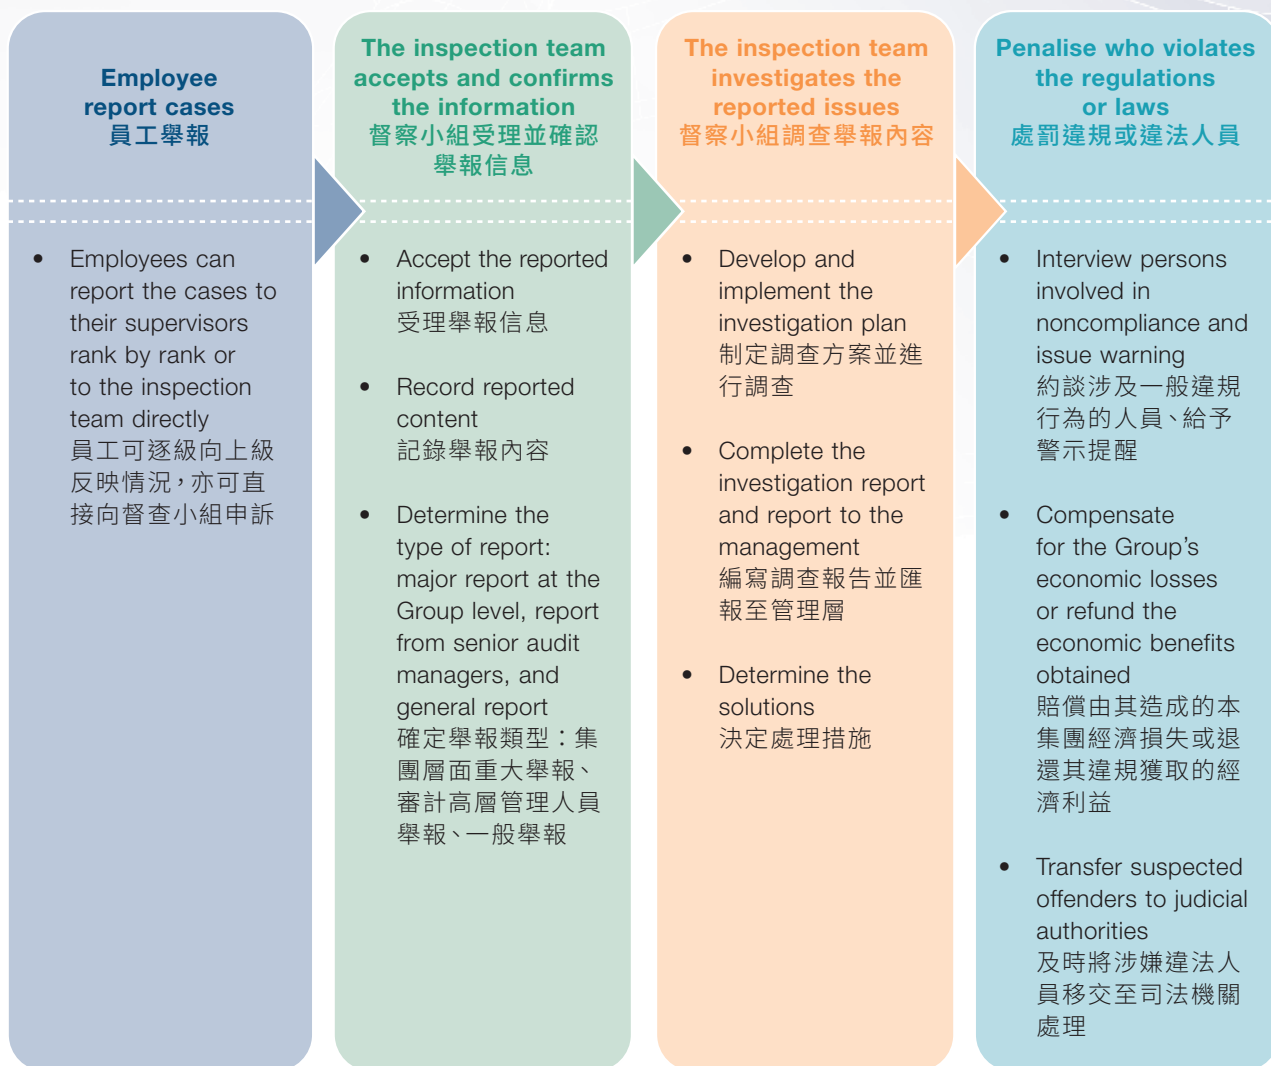 Employee
report cases
員工舉報
• Employees can
report the cases to
their supervisors
rank by rank or
to the inspection
team directly
員工可逐級向上級
反映情況，亦可直
接向督查小組申訴
The inspection team
accepts and confirms
the information
督察小組受理並確認
舉報信息
• Accept the reported
information
受理舉報信息
• Record reported
content
記錄舉報內容
• Determine the
type of report:
major report at the
Group level, report
from senior audit
managers, and
general report
確定舉報類型：集
團層面重大舉報、
審計高層管理人員
舉報、一般舉報
The inspection team
investigates the
reported issues
督察小組調查舉報內容
• Develop and
implement the
investigation plan
制定調查方案並進
行調查
• Complete the
investigation report
and report to the
management
編寫調查報告並匯
報至管理層
• Determine the
solutions
決定處理措施
Penalise who violates
the regulations
or laws
處罰違規或違法人員
• Interview persons
involved in
noncompliance and
issue warning
約談涉及一般違規
行為的人員、給予
警示提醒
• Compensate
for the Group’s
economic losses
or refund the
economic benefits
obtained
賠償由其造成的本
集團經濟損失或退
還其違規獲取的經
濟利益
• Transfer suspected
offenders to judicial
authorities
及時將涉嫌違法人
員移交至司法機關
處理